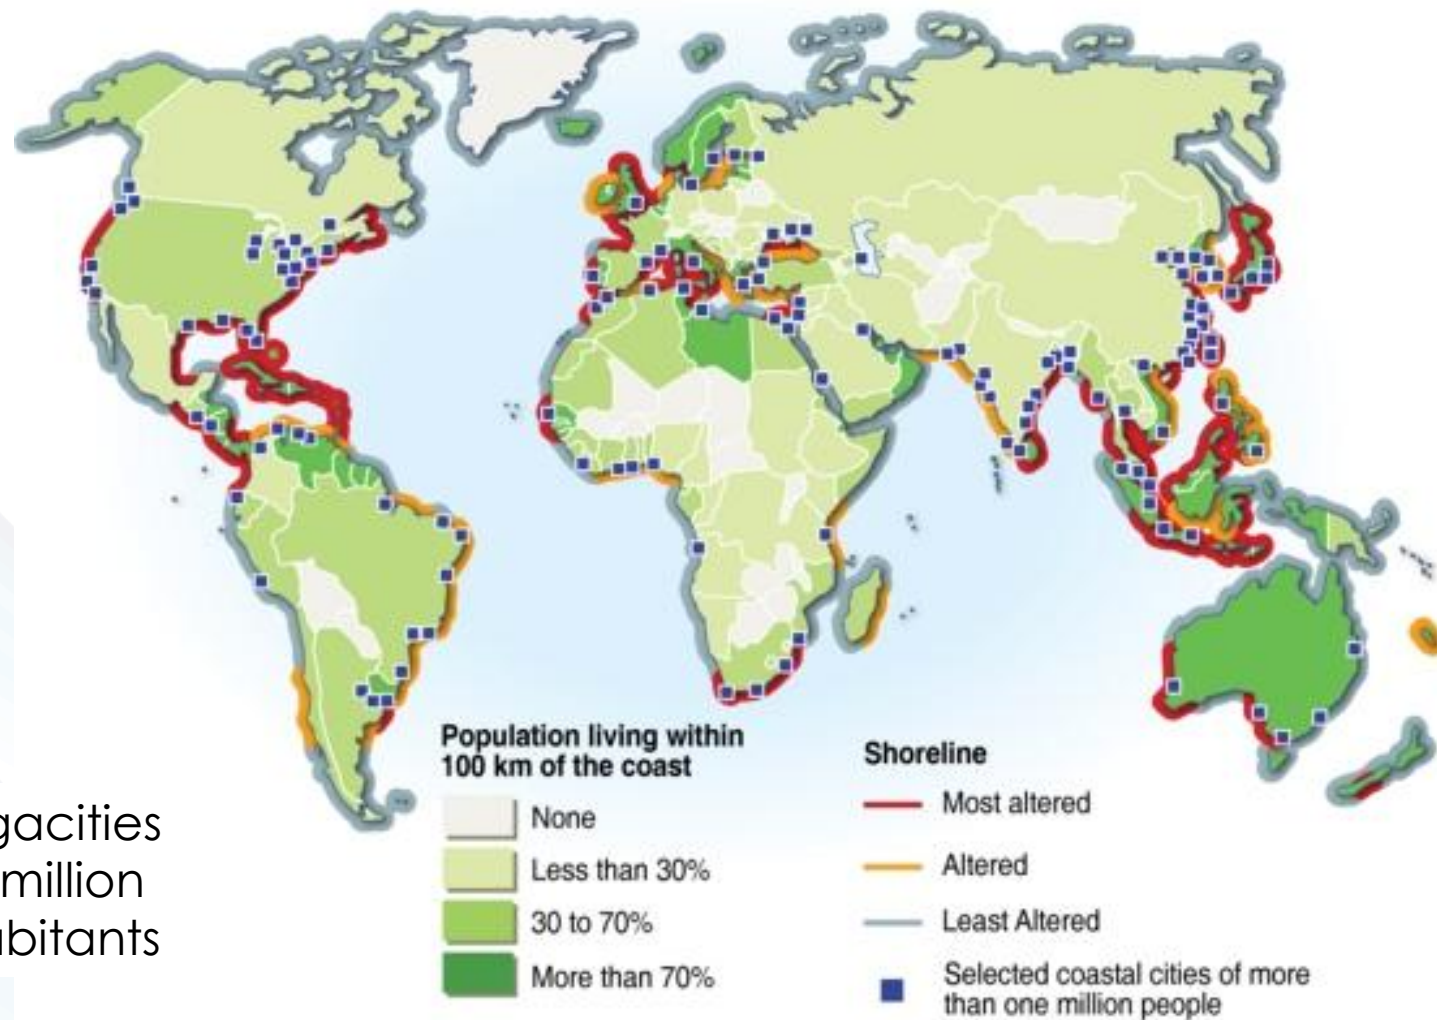 gacities
million
abitants
Population living within
100 km of the coast
None
Less than 30%
30 to 70%
More than 70%
Shoreline
Most altered
Altered
Least Altered
Selected coastal cities of more
than one million people